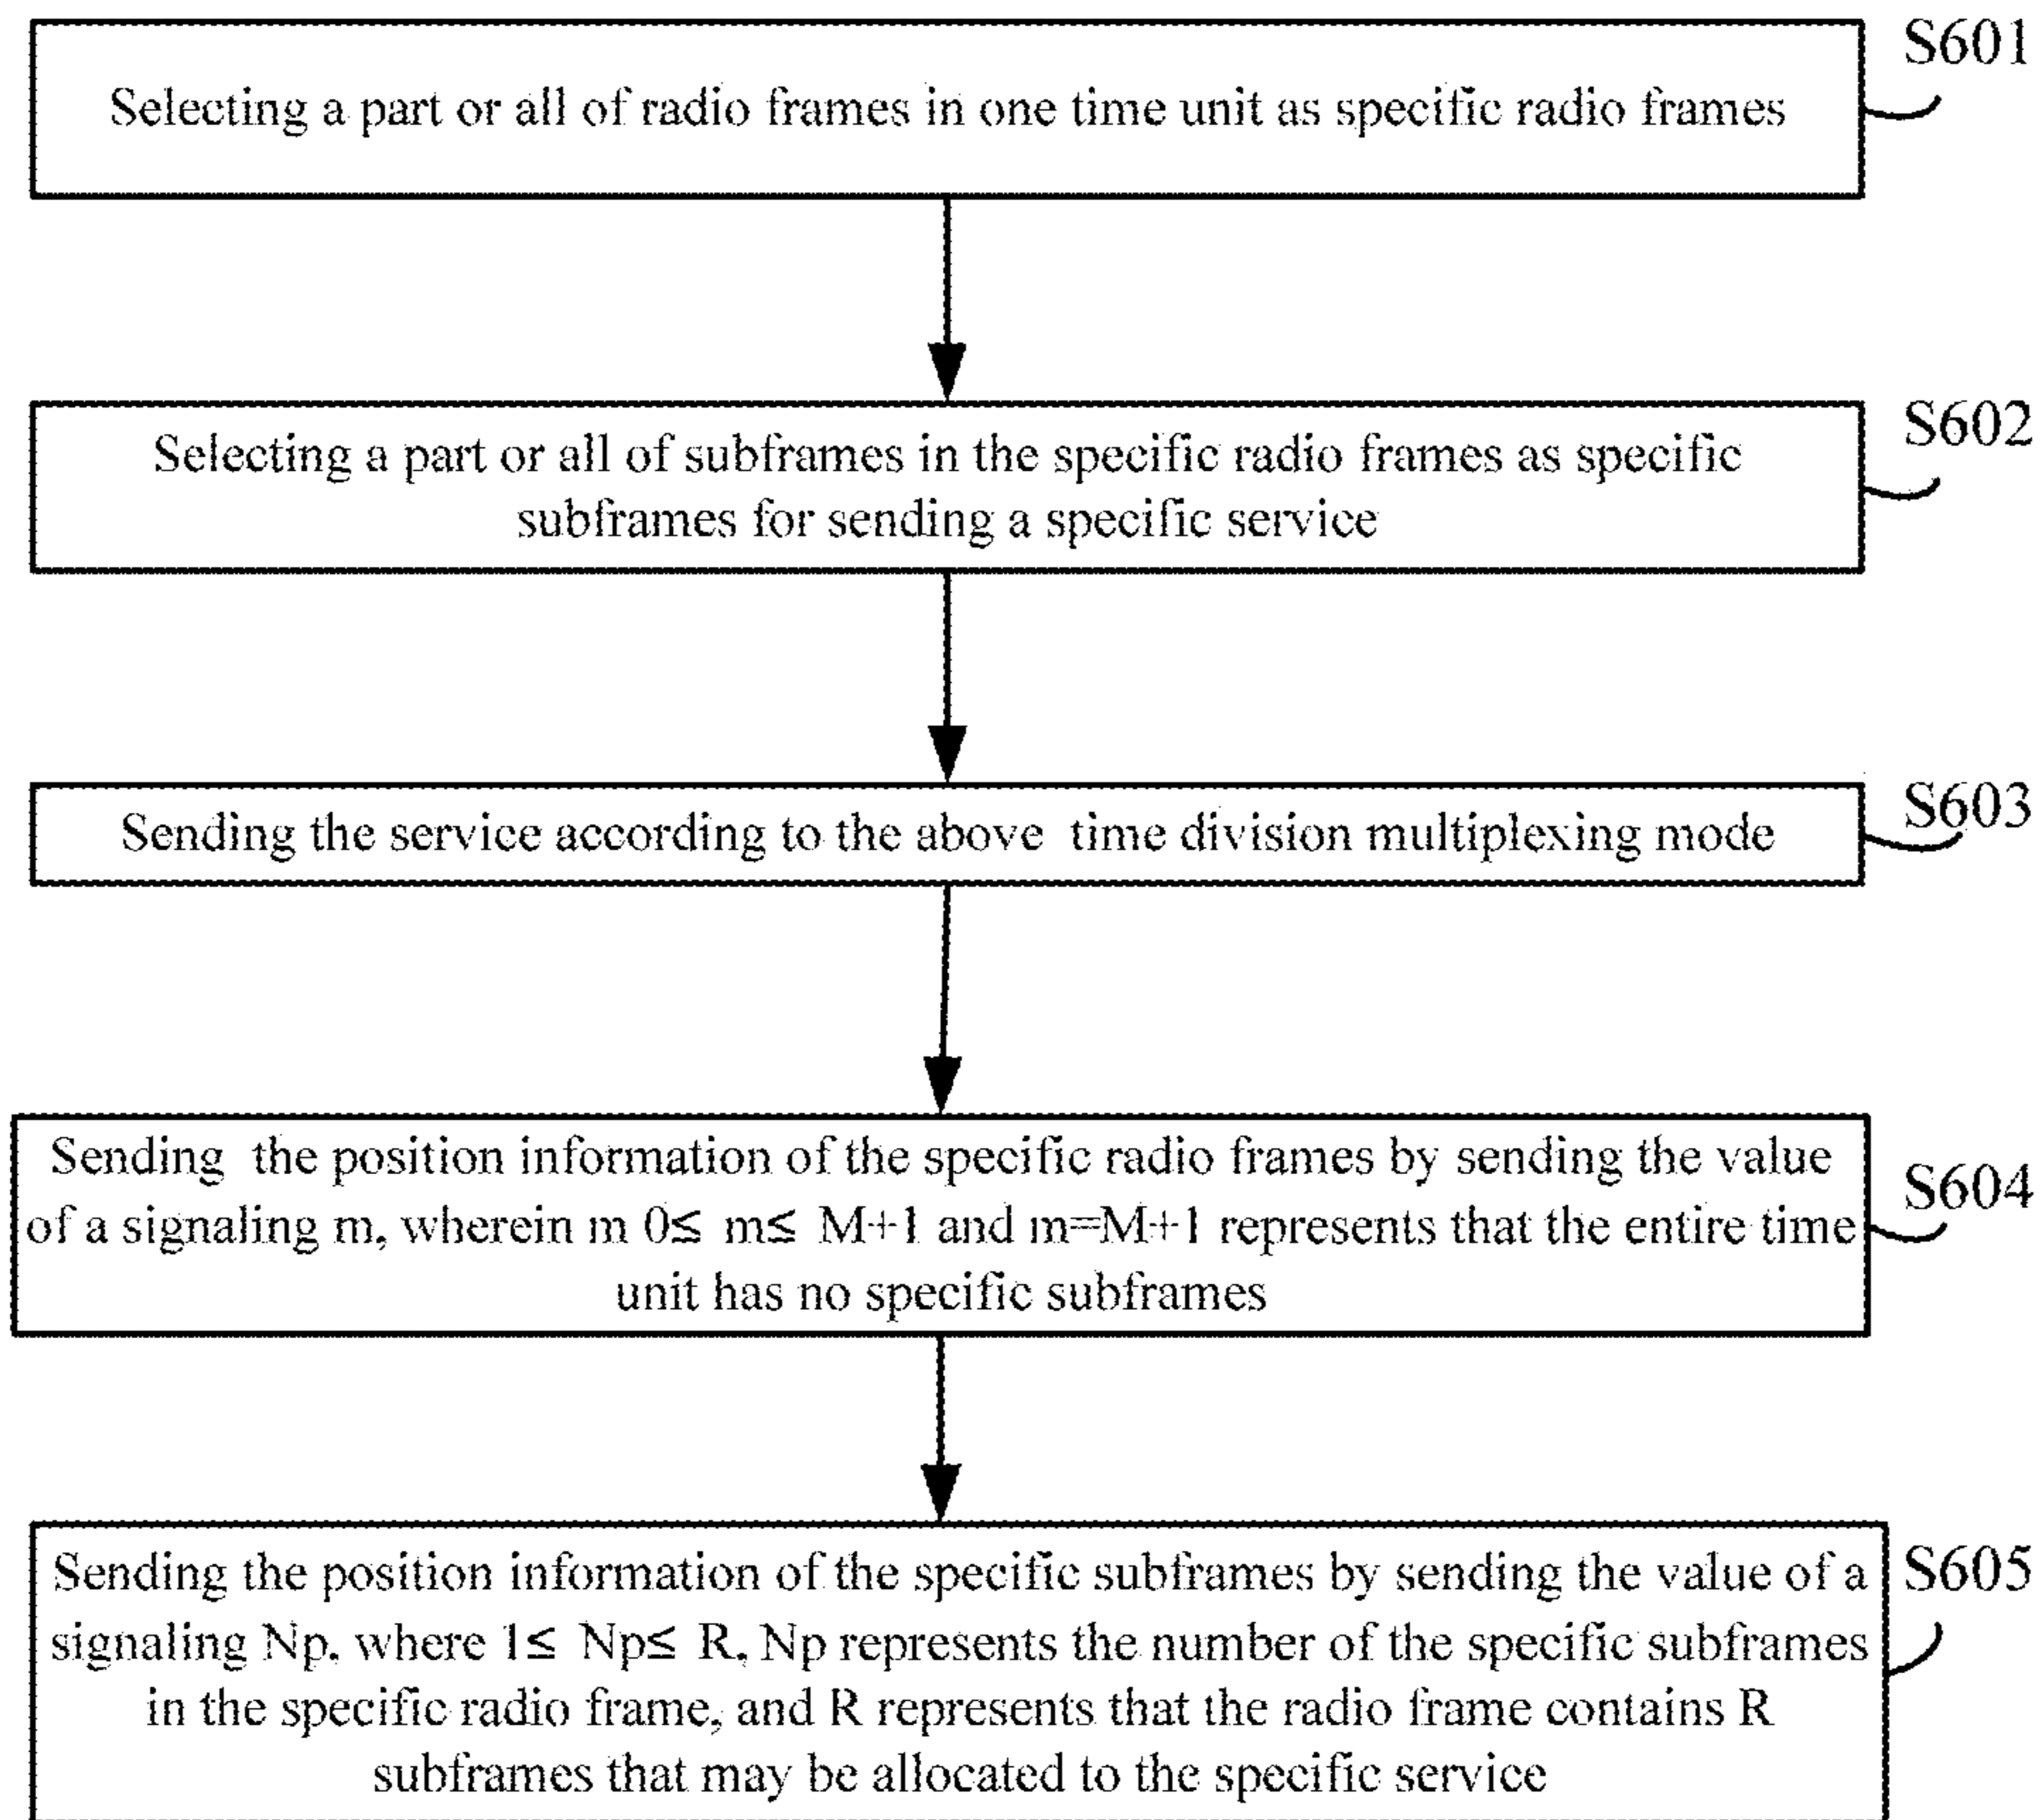 S601
Selecting a part or all of radio frames in one time unit as specific radio frames
S602
Selecting a part or all of subframes in the specific radio frames as specific
subframes for sending a specific service
S603
Sending the service according to the above time division multiplexing mode
Sending the position information of the specific radio frames by sending the value
S604
of a signaling m, wherein m 0≤ m≤ M+1 and m=M+1 represents that the entire time
unit has no specific subframes
Sending the position information of the specific subframes by sending the value of a
S605
signaling Np, where 1≤ Np≤ R, Np represents the number of the specific subframes
in the specific radio frame, and R represents that the radio frame contains R
subframes that may be allocated to the specific service